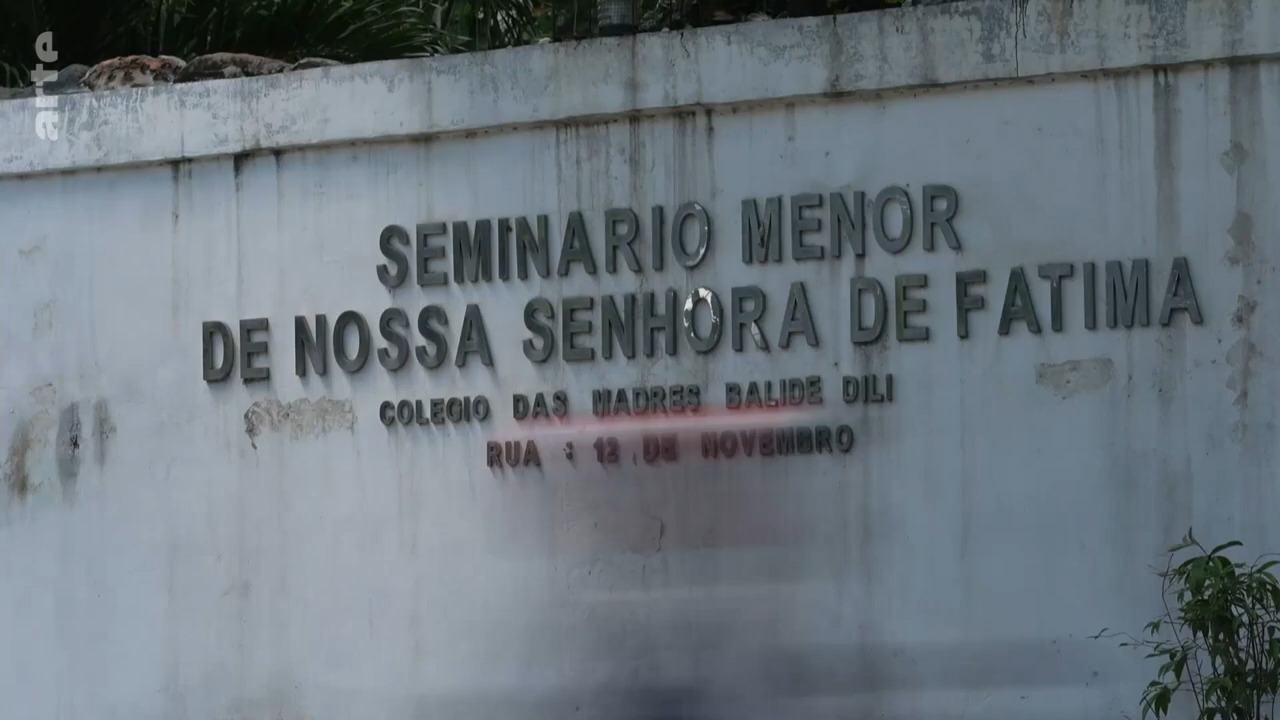 arte
SEMINARIO MENOR
DE NOSSA SENHORA DE FATIMA
COLEGIO DAS MADRES BALIDE DILI
RUA : 12 DE NOVEMBRO